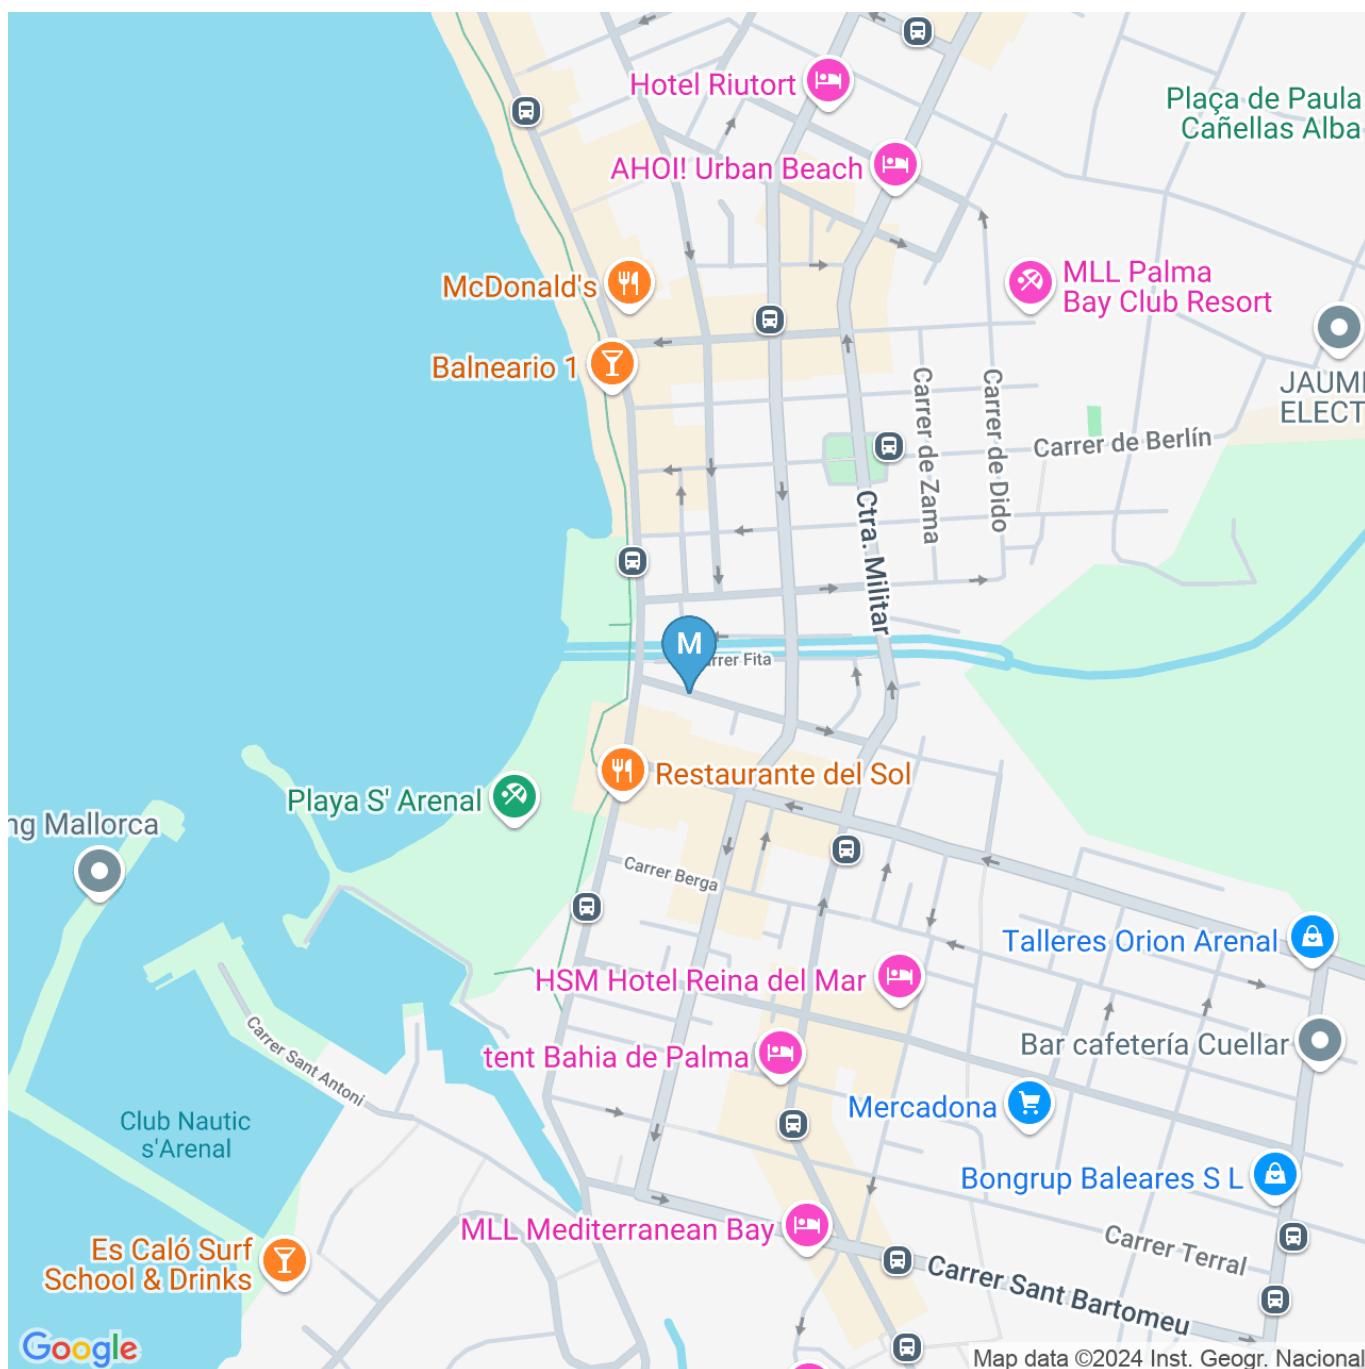 Hotel Riutort
Plaça de Paula
Cañellas Alba
AHOI! Urban Beach
McDonald's
MLL Palma
Bay Club Resort
Balneario 1
JAUM
ELECT
Carrer de Zama
Carrer de Dido
Carrer de Berlín
Ctra. Militar
M
Fita
Restaurante del Sol
Playa S' Arenal
ng Mallorca
Carrer Berga
Talleres Orion Arenal
HSM Hotel Reina del Mar
Carrer Sant Antoni
tent Bahia de Palma
Bar cafetería Cuellar
Mercadona
Club Nautic
s'Arenal
Bongrup Baleares S L
MLL Mediterranean Bay
Es Caló Surf
School & Drinks
Carrer Terral
Carrer Sant Bartomeu
Google
Map data ©2024 Inst. Geogr. Nacional